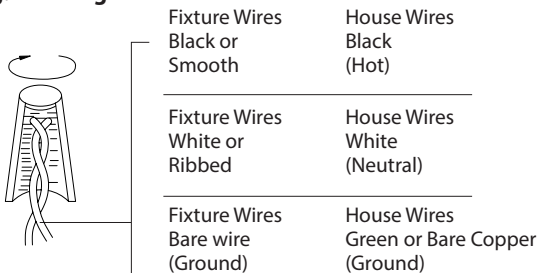 Fixture Wires House Wires
Black or Black
Smooth (Hot)
Fixture Wires House Wires
White or White
Ribbed (Neutral)
Fixture Wires House Wires
Bare wire Green or Bare Copper
(Ground) (Ground)